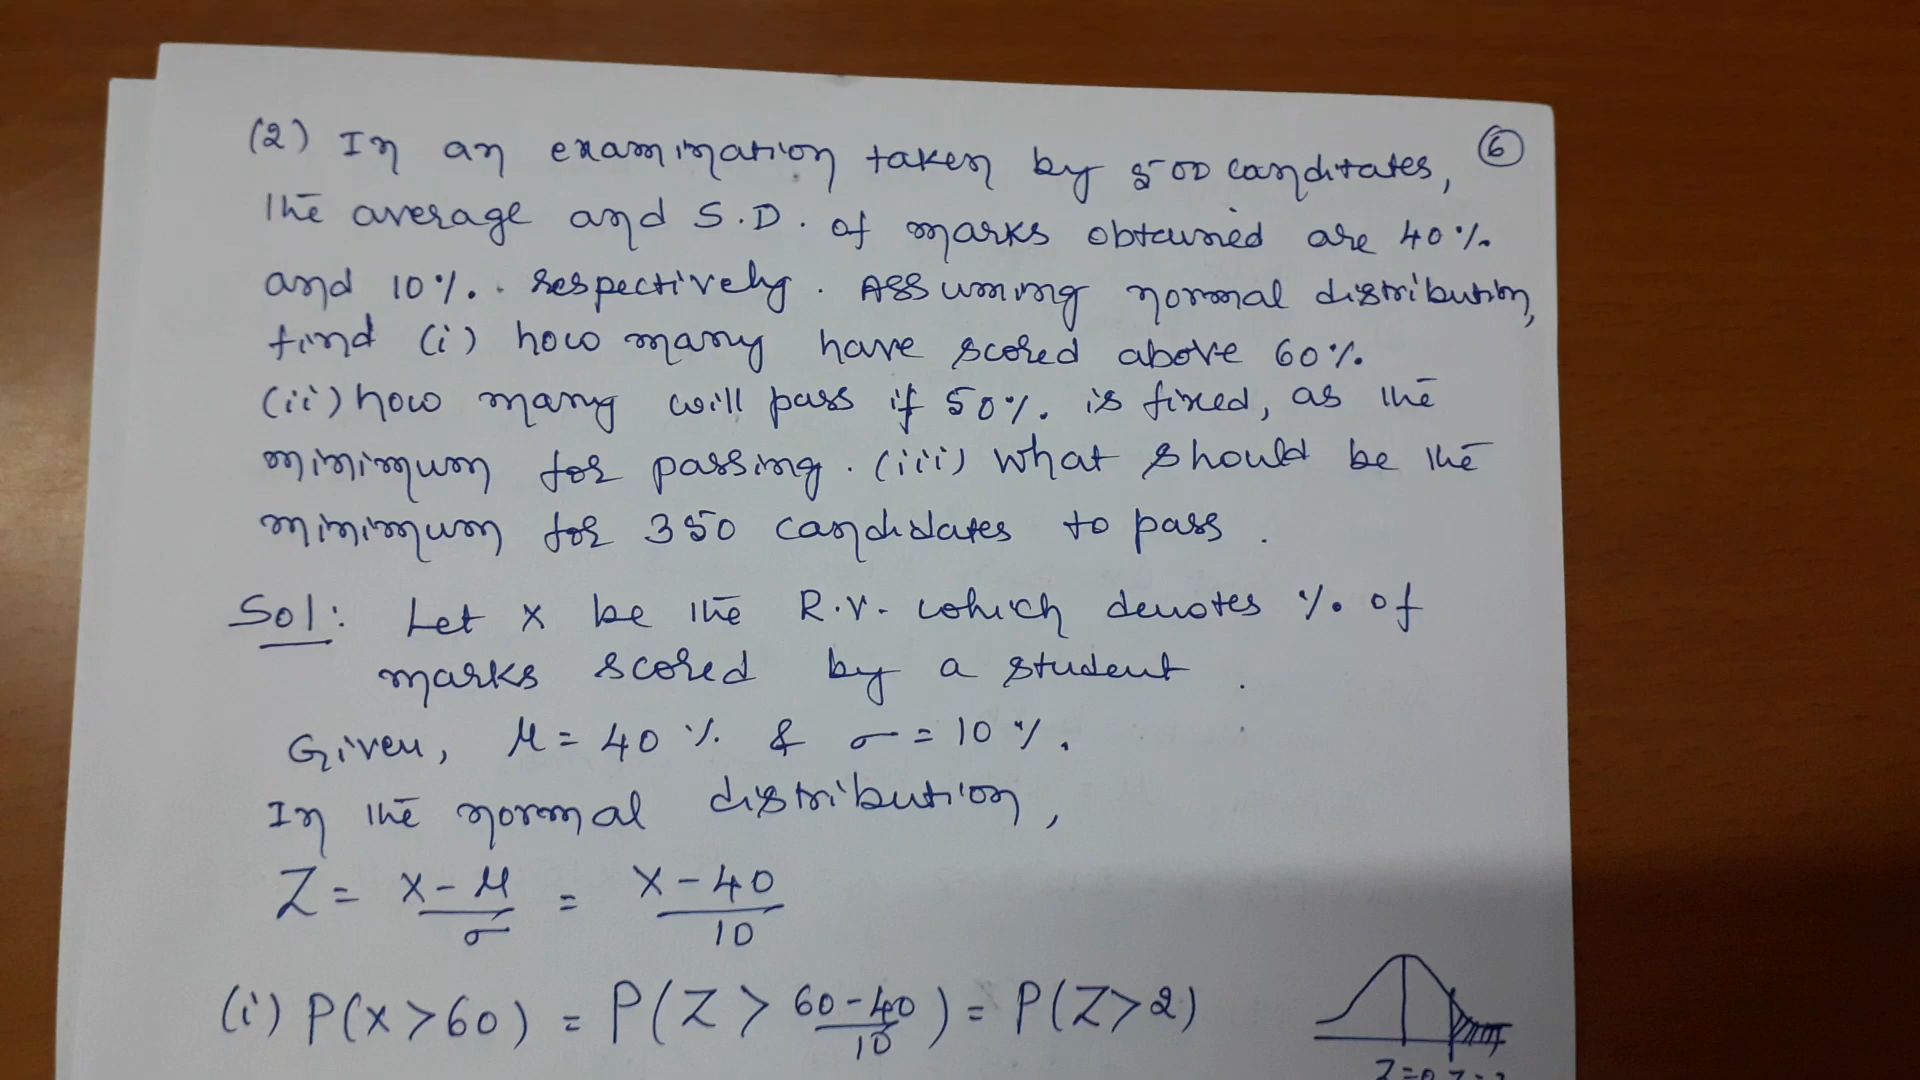 (2) In an examination taken by 500 canditates, ⑥
the average and S.D. of marks obtained are 40%
and 10% respectively. Assuming normal distribution,
find (i) how many have scored above 60%
(ii) how many will pass if 50% is fixed, as the
minimum for passing. (iii) what should be the
minimum for 350 candidates to pass.
Sol: Let X be the R.V. which denotes % of
marks scored by a student.
Given, μ = 40% & σ = 10%.
In the normal distribution,
Z = (X-μ)/σ = (X-40)/10
(i) P(X>60) = P(Z > (60-40)/10) = P(Z>2)
Z=0 Z=2